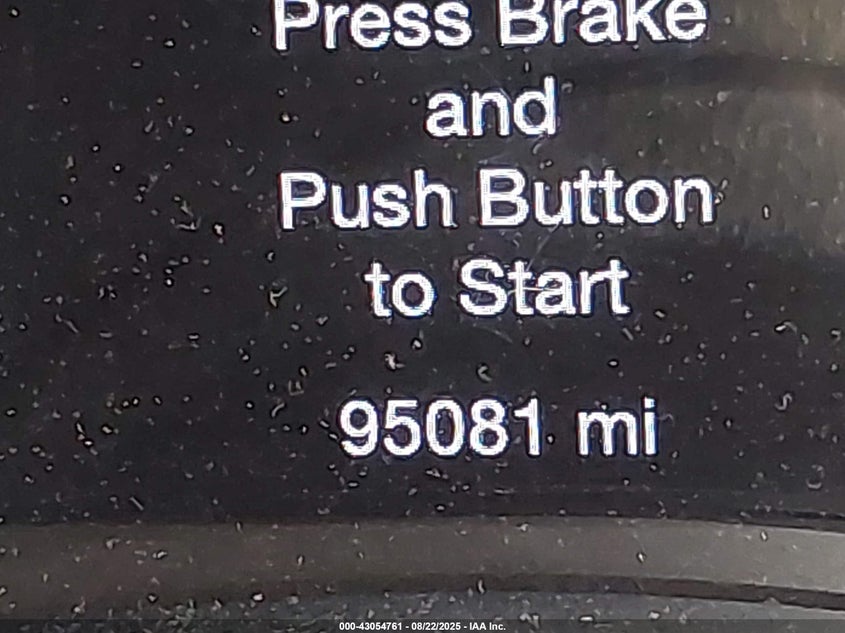 Press Brake
and
Push Button
to Start
95081 mi
000-43054761 - 08/22/2025 - IAA Inc.